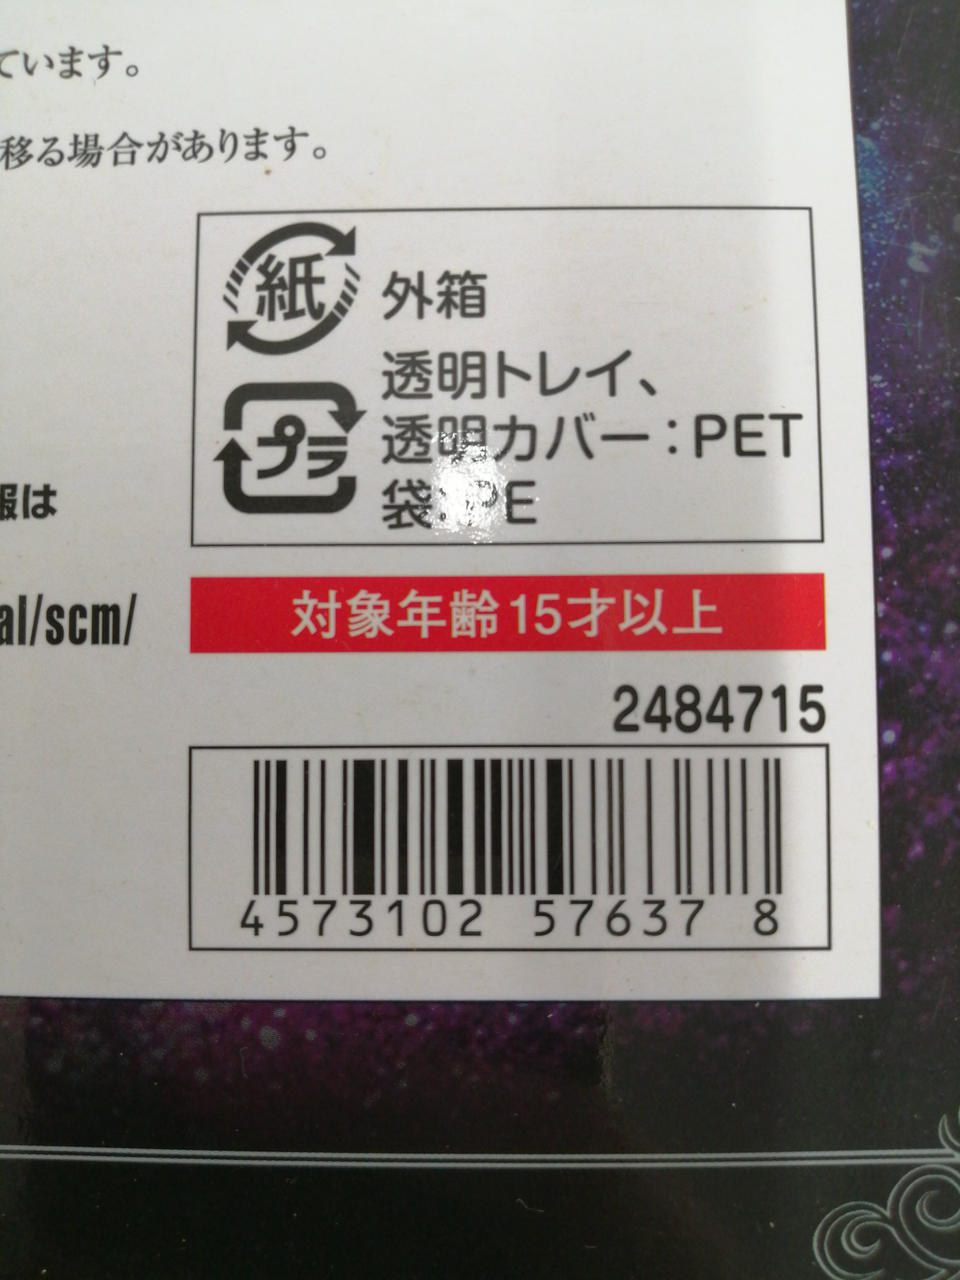 ています。
移る場合があります。
紙 外箱
透明トレイ、
プラ 透明カバー：PET
袋：PE
報は
al/scm/
対象年齢15才以上
2484715
4573102 57637 8